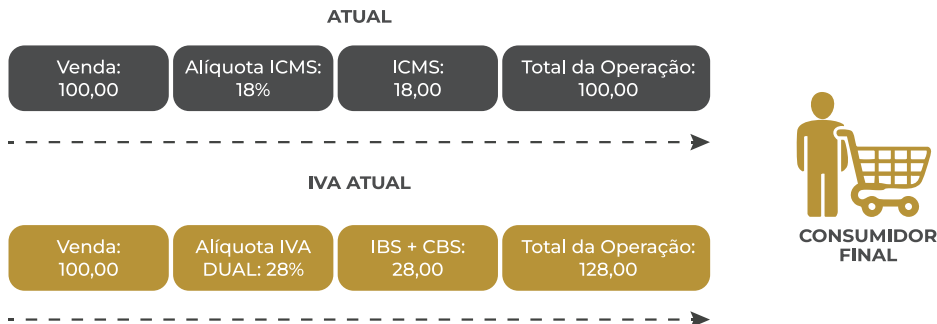 ATUAL
Venda:
100,00
Alíquota ICMS:
18%
ICMS:
18,00
Total da Operação:
100,00
IVA ATUAL
Venda:
100,00
Alíquota IVA
DUAL: 28%
IBS + CBS:
28,00
Total da Operação:
128,00
CONSUMIDOR
FINAL